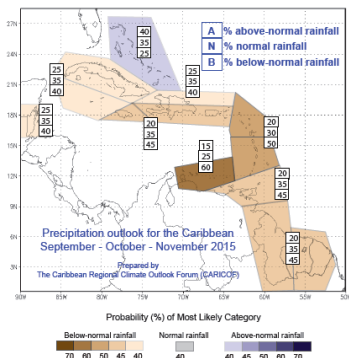 A % above-normal rainfall
N % normal rainfall
B % below-normal rainfall
27N
24N
21N
18N
15N
12N
9N
6N
3N
40
35
25
25
35
40
25
35
40
25
35
40
20
35
45
20
30
50
15
25
60
20
35
45
20
35
45
Precipitation outlook for the Caribbean
September - October - November 2015
Prepared by
The Caribbean Regional Climate Outlook Forum (CARICOF)
90W 85W 80W 75W 70W 65W 60W 55W 50W
Probability (%) of Most Likely Category
Below-normal rainfall Normal rainfall Above-normal rainfall
70 60 50 45 40 40 40 45 50 60 70